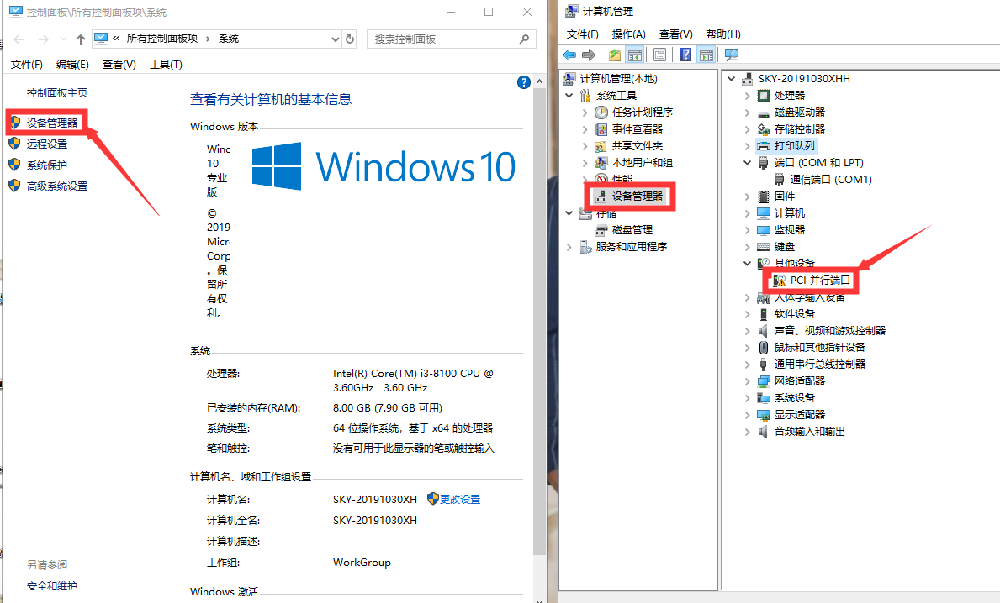 控制面板\所有控制面板项\系统
« 所有控制面板项 › 系统
搜索控制面板
文件(F) 编辑(E) 查看(V) 工具(T)
控制面板主页
设备管理器
远程设置
系统保护
高级系统设置
另请参阅
安全和维护
查看有关计算机的基本信息
Windows 版本
Wind
10
专业
版
©
2019
Micro
Corp
。保
留所
有权
利。
Windows 10
系统
处理器: Intel(R) Core(TM) i3-8100 CPU @
3.60GHz 3.60 GHz
已安装的内存(RAM): 8.00 GB (7.90 GB 可用)
系统类型: 64 位操作系统，基于 x64 的处理器
笔和触控: 没有可用于此显示器的笔或触控输入
计算机名、域和工作组设置
计算机名: SKY-20191030XH 更改设置
计算机全名: SKY-20191030XH
计算机描述:
工作组: WorkGroup
Windows 激活
计算机管理
文件(F) 操作(A) 查看(V) 帮助(H)
计算机管理(本地)
系统工具
任务计划程序
事件查看器
共享文件夹
本地用户和组
性能
设备管理器
存储
磁盘管理
服务和应用程序
SKY-20191030XHH
处理器
磁盘驱动器
存储控制器
打印队列
端口 (COM 和 LPT)
通信端口 (COM1)
固件
计算机
监视器
键盘
其他设备
PCI 并行端口
人体学输入设备
软件设备
声音、视频和游戏控制器
鼠标和其他指针设备
通用串行总线控制器
网络适配器
系统设备
显示适配器
音频输入和输出